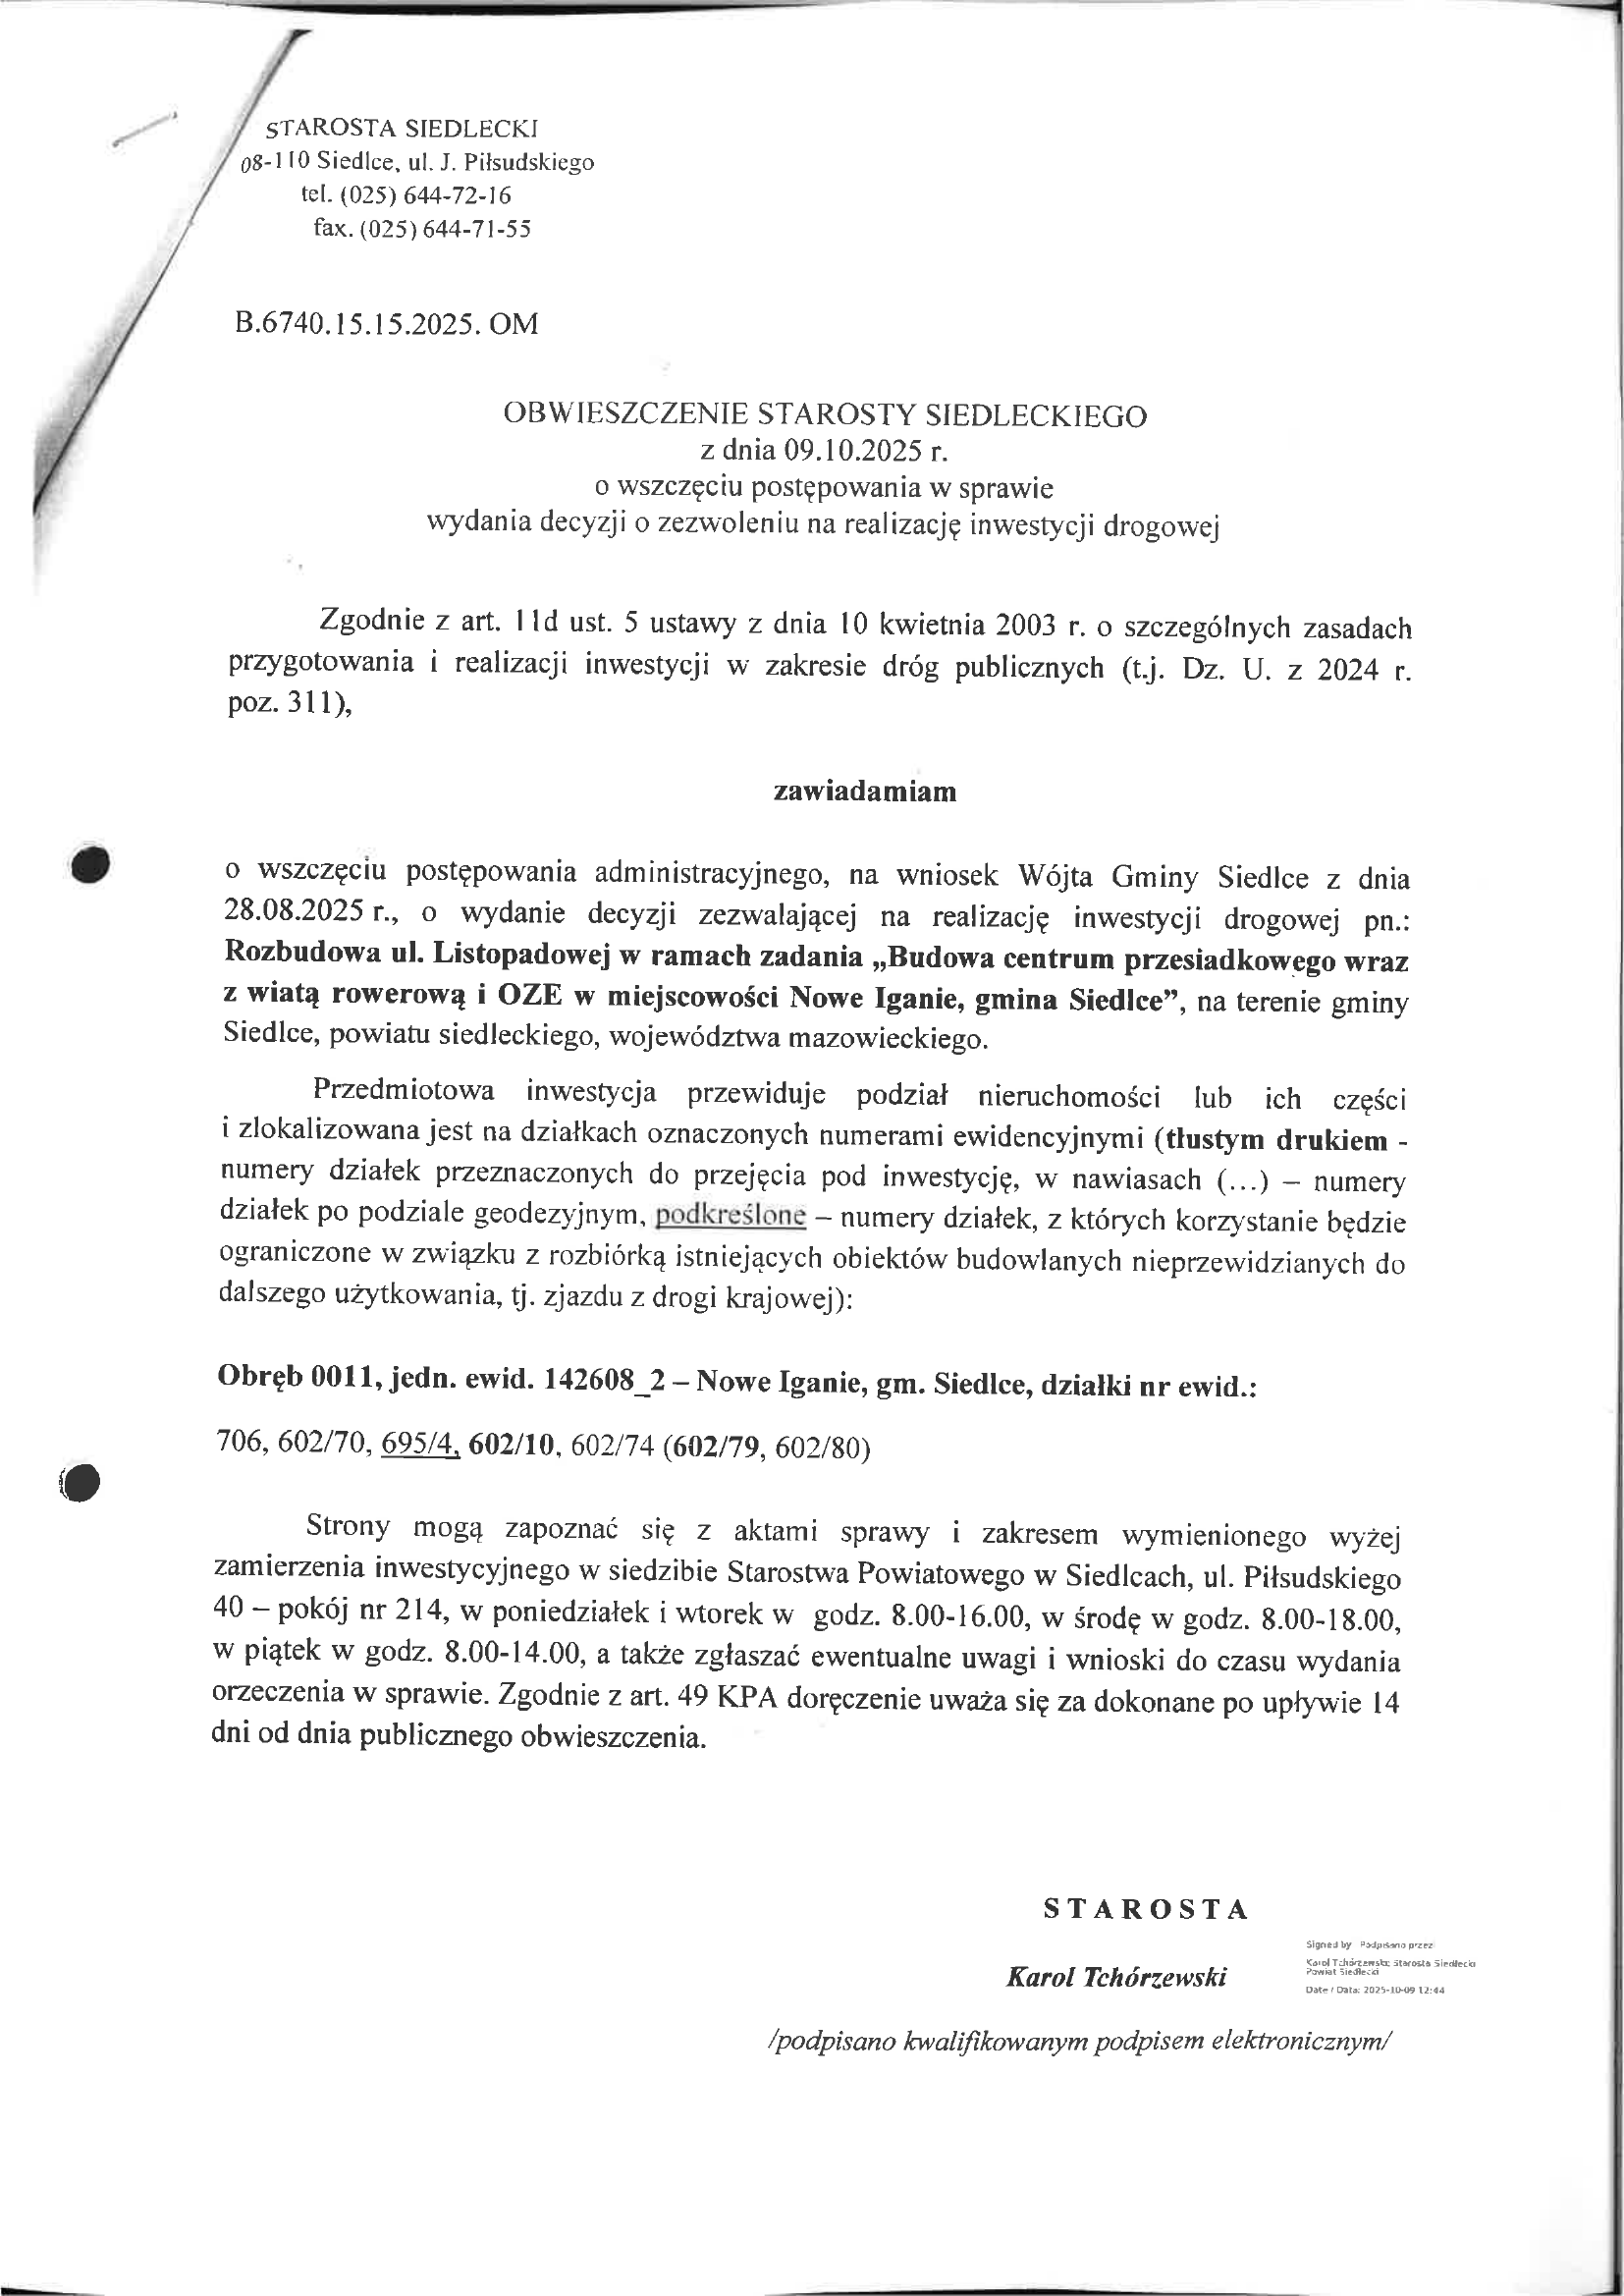 STAROSTA SIEDLECKI
08-110 Siedlce, ul. J. Piłsudskiego
tel. (025) 644-72-16
fax. (025) 644-71-55
B.6740.15.15.2025. OM
OBWIESZCZENIE STAROSTY SIEDLECKIEGO
z dnia 09.10.2025 r.
o wszczęciu postępowania w sprawie
wydania decyzji o zezwoleniu na realizację inwestycji drogowej
Zgodnie z art. 11d ust. 5 ustawy z dnia 10 kwietnia 2003 r. o szczególnych zasadach
przygotowania i realizacji inwestycji w zakresie dróg publicznych (t.j. Dz. U. z 2024 r.
poz. 311),
zawiadamiam
o wszczęciu postępowania administracyjnego, na wniosek Wójta Gminy Siedlce z dnia
28.08.2025 r., o wydanie decyzji zezwalającej na realizację inwestycji drogowej pn.:
Rozbudowa ul. Listopadowej w ramach zadania „Budowa centrum przesiadkowego wraz
z wiatą rowerową i OZE w miejscowości Nowe Iganie, gmina Siedlce”, na terenie gminy
Siedlce, powiatu siedleckiego, województwa mazowieckiego.
Przedmiotowa inwestycja przewiduje podział nieruchomości lub ich części
i zlokalizowana jest na działkach oznaczonych numerami ewidencyjnymi (tłustym drukiem -
numery działek przeznaczonych do przejęcia pod inwestycję, w nawiasach (...) – numery
działek po podziale geodezyjnym, podkreślone – numery działek, z których korzystanie będzie
ograniczone w związku z rozbiórką istniejących obiektów budowlanych nieprzewidzianych do
dalszego użytkowania, tj. zjazdu z drogi krajowej):
Obręb 0011, jedn. ewid. 142608_2 – Nowe Iganie, gm. Siedlce, działki nr ewid.:
706, 602/70, 695/4, 602/10, 602/74 (602/79, 602/80)
Strony mogą zapoznać się z aktami sprawy i zakresem wymienionego wyżej
zamierzenia inwestycyjnego w siedzibie Starostwa Powiatowego w Siedlcach, ul. Piłsudskiego
40 – pokój nr 214, w poniedziałek i wtorek w godz. 8.00-16.00, w środę w godz. 8.00-18.00,
w piątek w godz. 8.00-14.00, a także zgłaszać ewentualne uwagi i wnioski do czasu wydania
orzeczenia w sprawie. Zgodnie z art. 49 KPA doręczenie uważa się za dokonane po upływie 14
dni od dnia publicznego obwieszczenia.
STAROSTA
Signed by Podpisano przez
Karol Tchórzewski; Starosta Siedlecki
Powiat Siedlecki
Date / Data: 2025-10-09 12:44
Karol Tchórzewski
/podpisano kwalifikowanym podpisem elektronicznym/